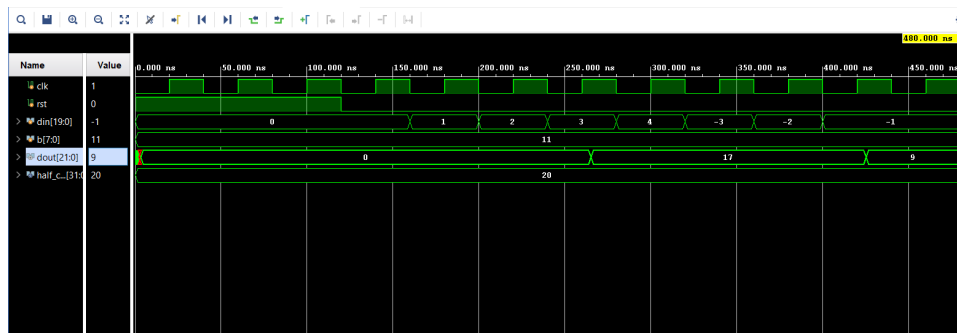 480.000 ns
Name Value
0.000 ns 50.000 ns 100.000 ns 150.000 ns 200.000 ns 250.000 ns 300.000 ns 350.000 ns 400.000 ns 450.000 ns
clk 1
rst 0
din[19:0] -1 0 1 2 3 4 -3 -2 -1
b[7:0] 11 11
dout[21:0] 9 0 17 9
half_c...[31:0 20 20